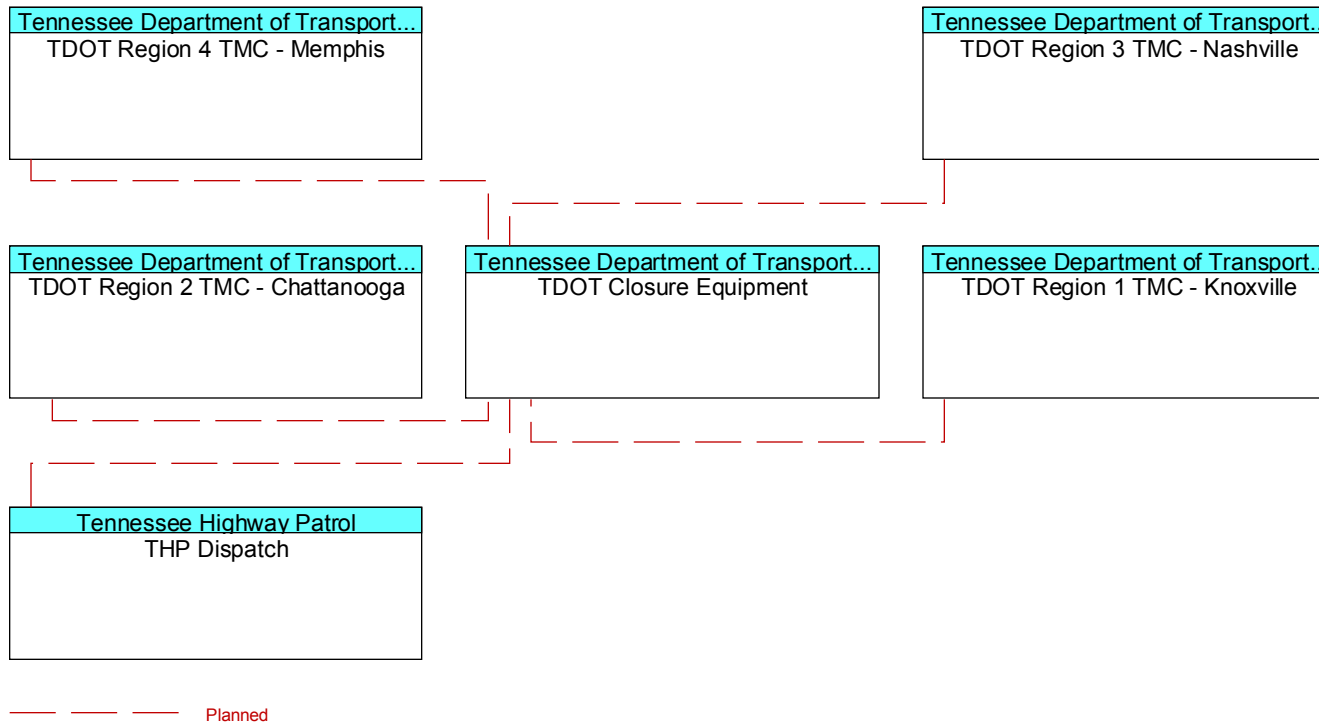 Tennessee Department of Transport...
TDOT Region 4 TMC - Memphis
Tennessee Department of Transport...
TDOT Region 3 TMC - Nashville
Tennessee Department of Transport...
TDOT Region 2 TMC - Chattanooga
Tennessee Department of Transport...
TDOT Closure Equipment
Tennessee Department of Transport...
TDOT Region 1 TMC - Knoxville
Tennessee Highway Patrol
THP Dispatch
Planned